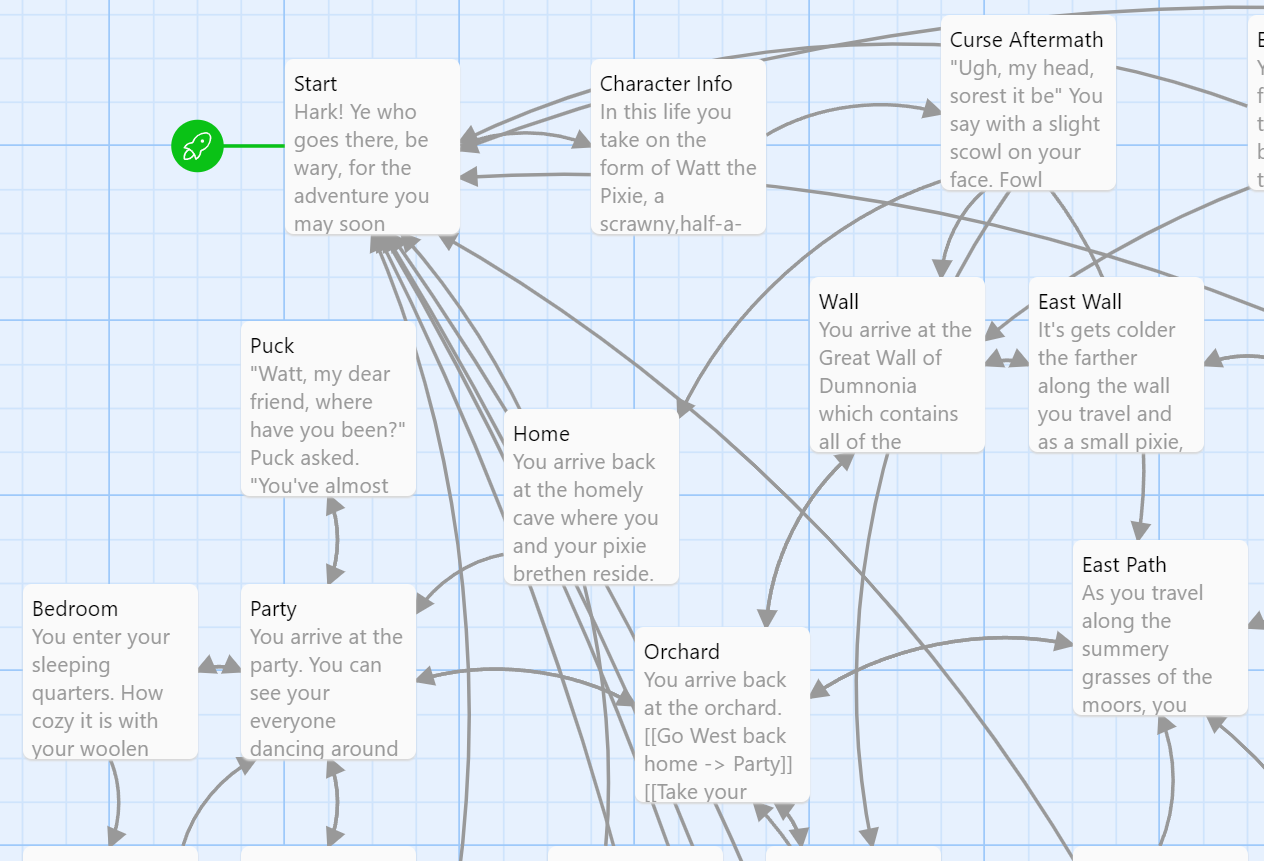 Start
Hark! Ye who
goes there, be
wary, for the
adventure you
may soon
Character Info
In this life you
take on the
form of Watt the
Pixie, a
scrawny,half-a-
Curse Aftermath
"Ugh, my head,
sorest it be" You
say with a slight
scowl on your
face. Fowl
Wall
You arrive at the
Great Wall of
Dumnonia
which contains
all of the
East Wall
It's gets colder
the farther
along the wall
you travel and
as a small pixie,
Puck
"Watt, my dear
friend, where
have you been?"
Puck asked.
"You've almost
Home
You arrive back
at the homely
cave where you
and your pixie
brethen reside.
East Path
As you travel
along the
summery
grasses of the
moors, you
Bedroom
You enter your
sleeping
quarters. How
cozy it is with
your woolen
Party
You arrive at the
party. You can
see your
everyone
dancing around
Orchard
You arrive back
at the orchard.
[[Go West back
home -> Party]]
[[Take your